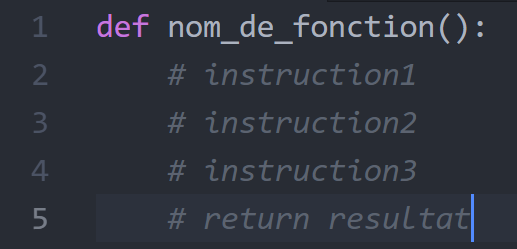 1 def nom_de_fonction():
2     # instruction1
3     # instruction2
4     # instruction3
5     # return resultat